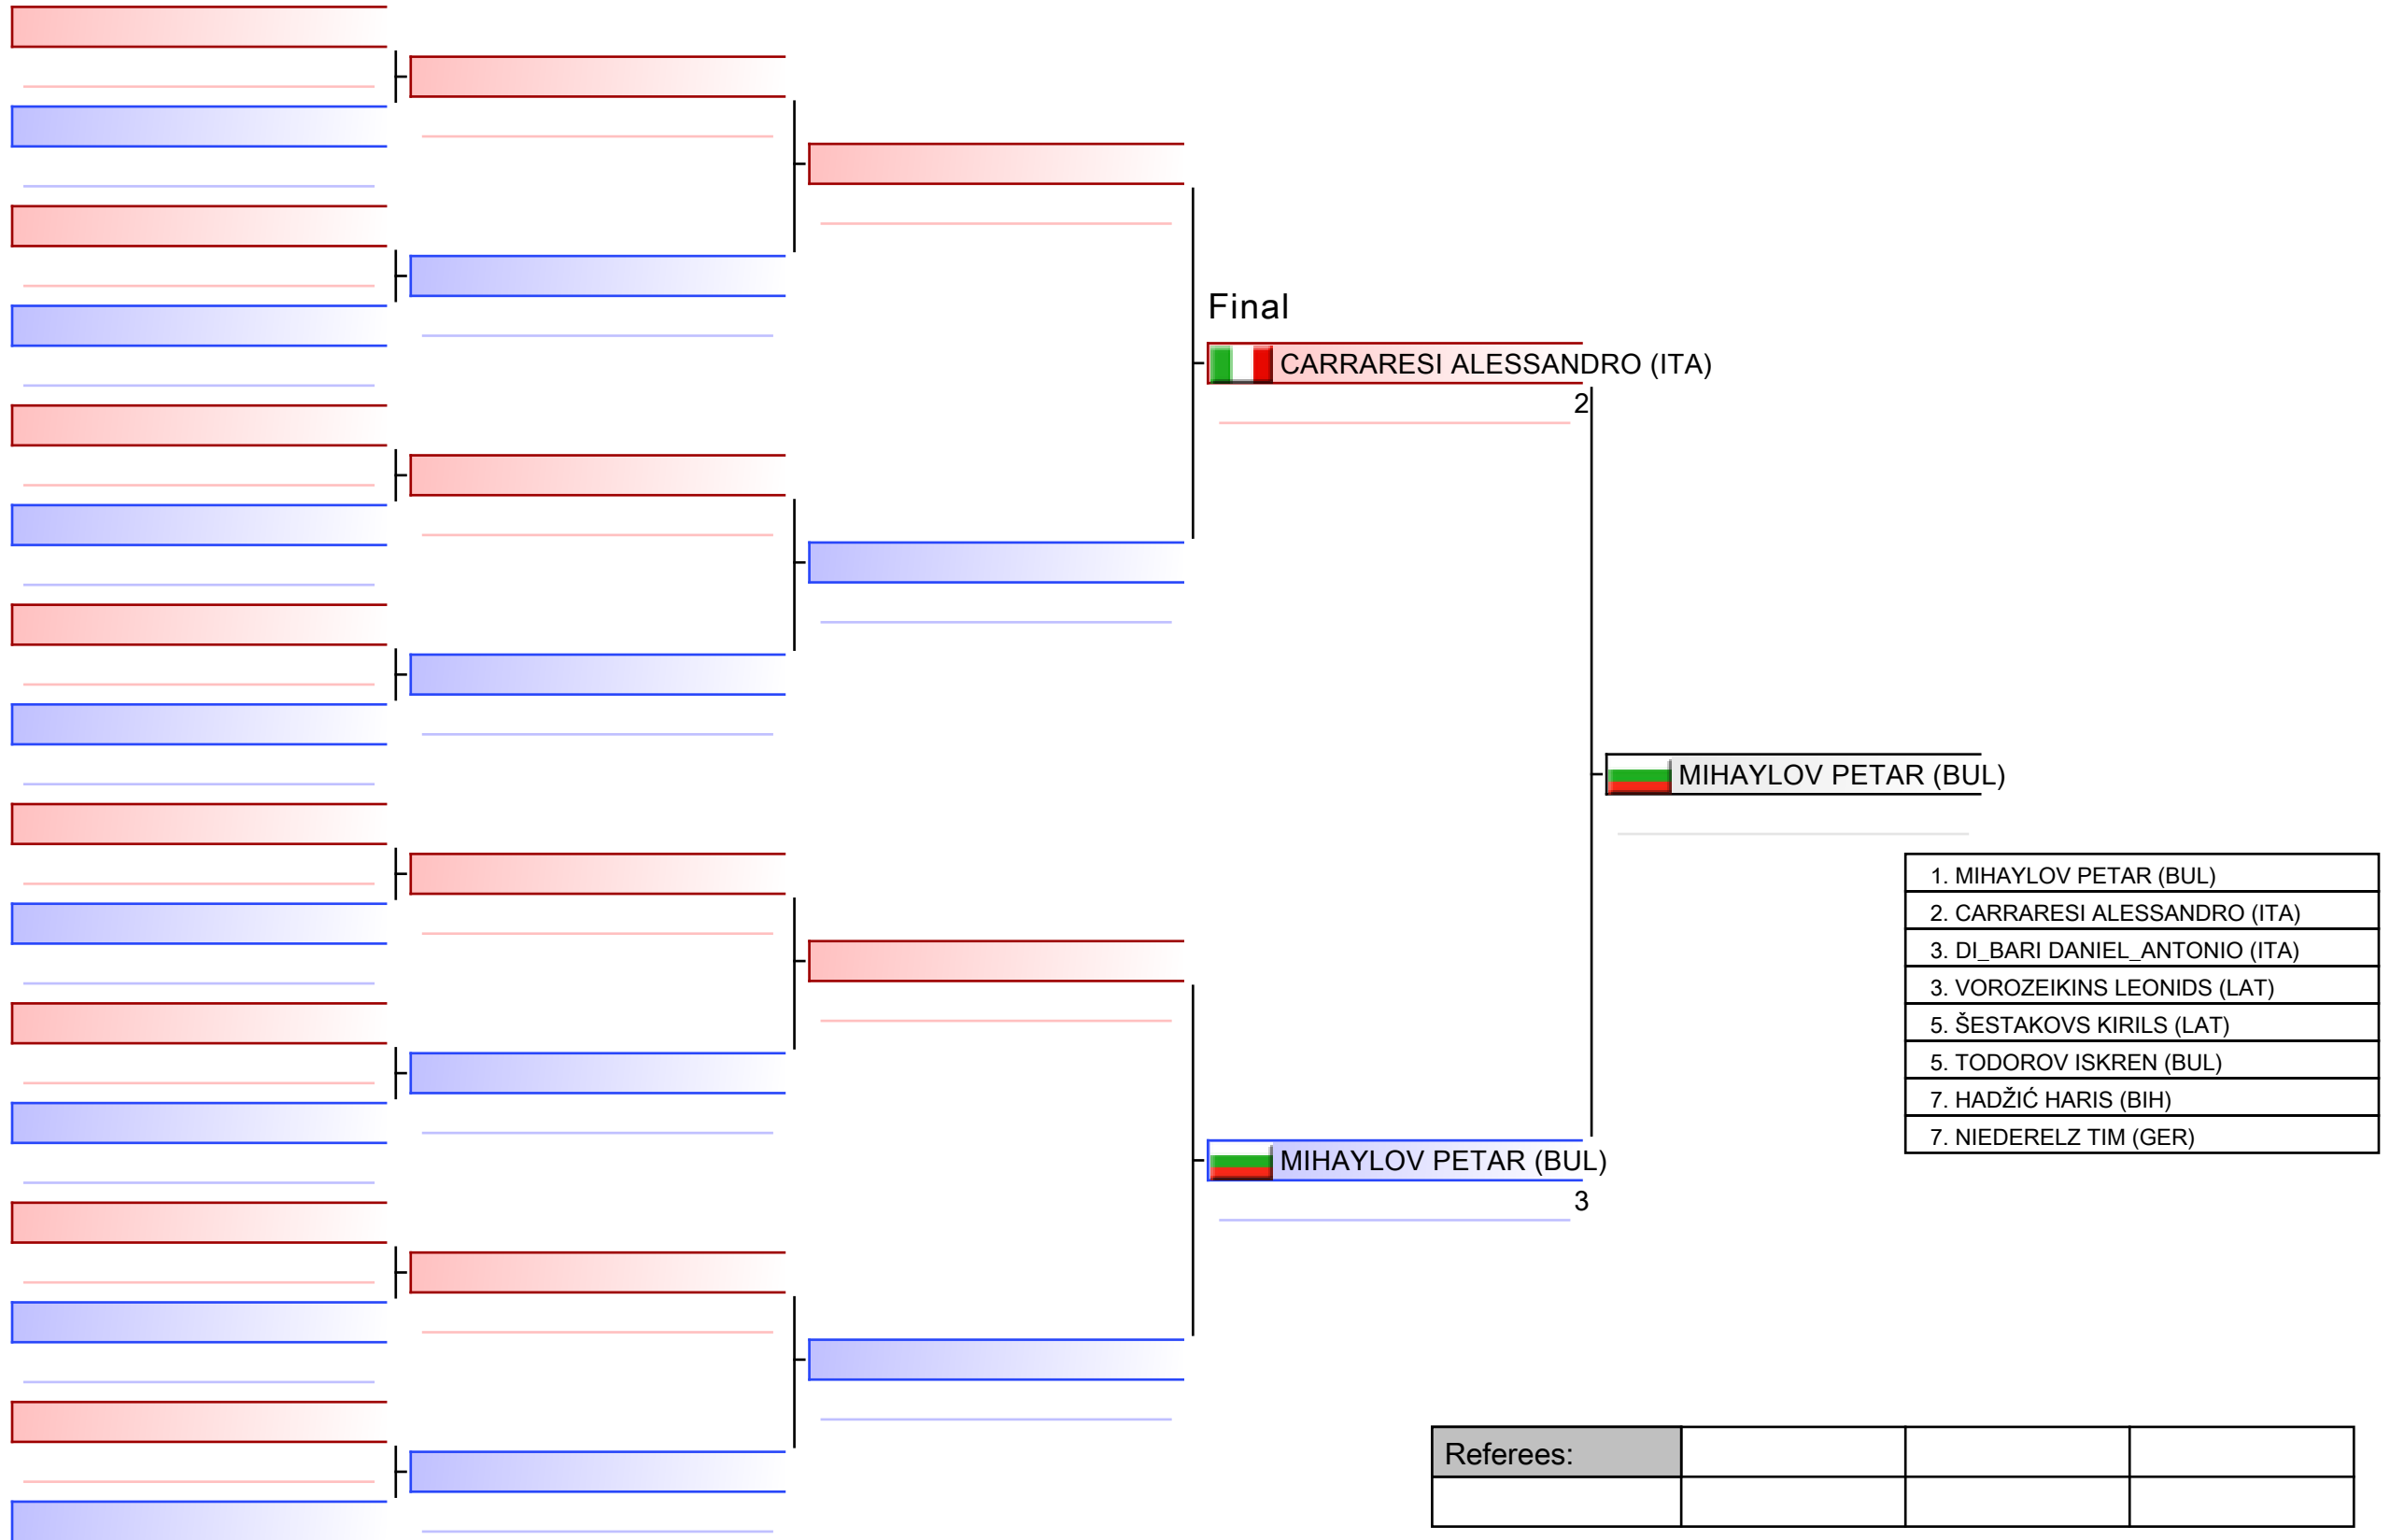 Final
CARRARESI ALESSANDRO (ITA)
2
MIHAYLOV PETAR (BUL)
1. MIHAYLOV PETAR (BUL)
2. CARRARESI ALESSANDRO (ITA)
3. DI_BARI DANIEL_ANTONIO (ITA)
3. VOROZEIKINS LEONIDS (LAT)
5. ŠESTAKOVS KIRILS (LAT)
5. TODOROV ISKREN (BUL)
7. HADŽIĆ HARIS (BIH)
7. NIEDERELZ TIM (GER)
MIHAYLOV PETAR (BUL)
3
Referees: